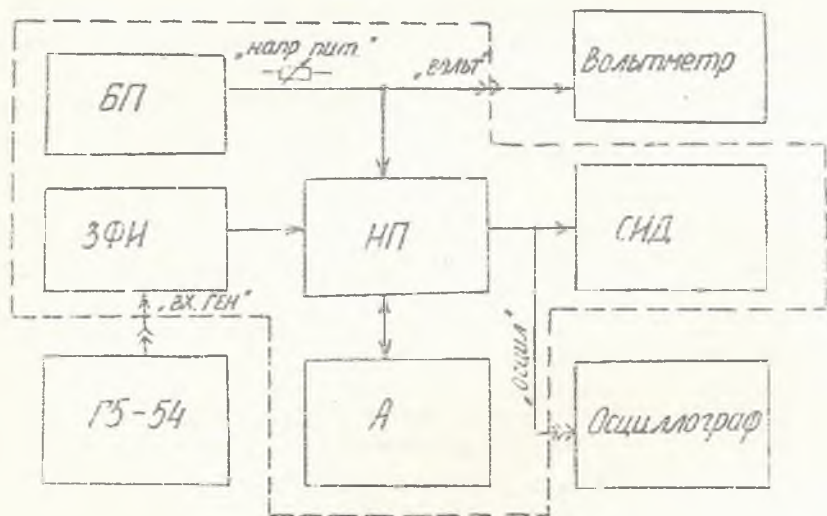 „напр пит."
БП
„вольт"
Вольтметр
ЗФИ
НП
СИД
„вх. ГЕН"
Г5-54
А
„осцил"
Осциллограф